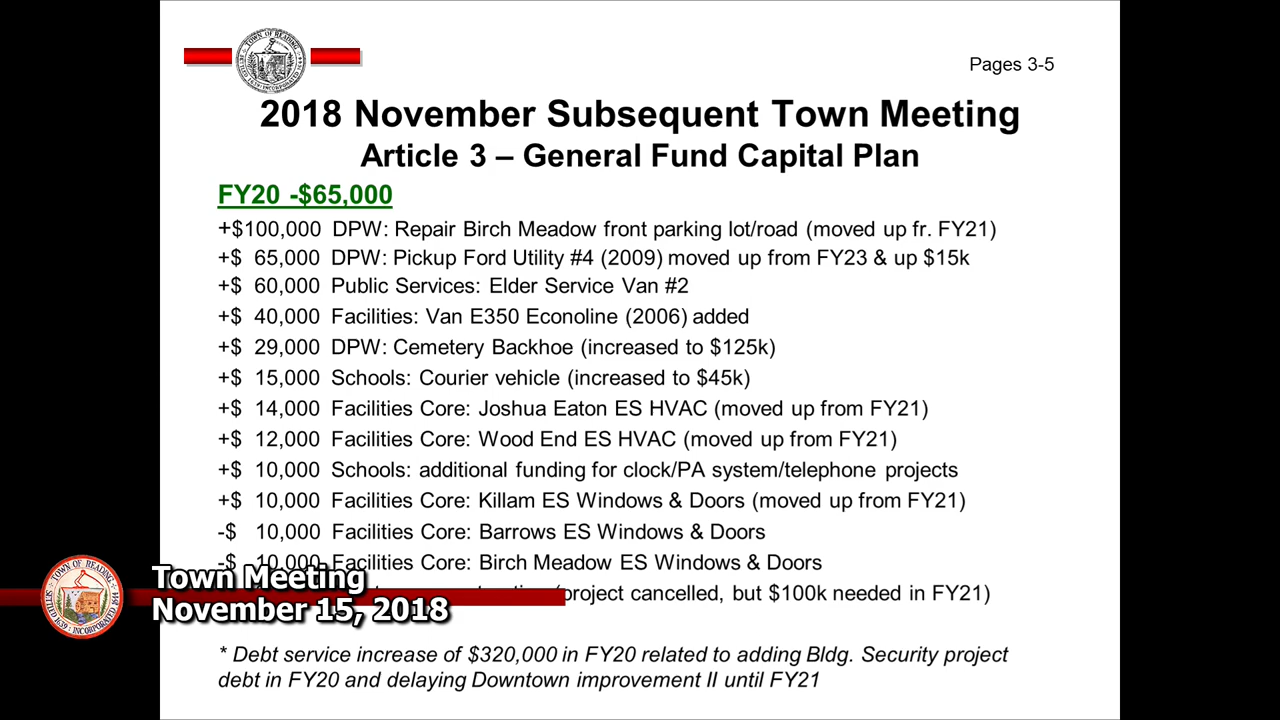 TOWN OF READING
Pages 3-5
2018 November Subsequent Town Meeting
Article 3 – General Fund Capital Plan
FY20 -$65,000
+$100,000 DPW: Repair Birch Meadow front parking lot/road (moved up fr. FY21)
+$ 65,000 DPW: Pickup Ford Utility #4 (2009) moved up from FY23 & up $15k
+$ 60,000 Public Services: Elder Service Van #2
+$ 40,000 Facilities: Van E350 Econoline (2006) added
+$ 29,000 DPW: Cemetery Backhoe (increased to $125k)
+$ 15,000 Schools: Courier vehicle (increased to $45k)
+$ 14,000 Facilities Core: Joshua Eaton ES HVAC (moved up from FY21)
+$ 12,000 Facilities Core: Wood End ES HVAC (moved up from FY21)
+$ 10,000 Schools: additional funding for clock/PA system/telephone projects
+$ 10,000 Facilities Core: Killam ES Windows & Doors (moved up from FY21)
-$ 10,000 Facilities Core: Barrows ES Windows & Doors
-$ 10,000 Facilities Core: Birch Meadow ES Windows & Doors
(project cancelled, but $100k needed in FY21)
TOWN OF READING
Town Meeting
November 15, 2018
* Debt service increase of $320,000 in FY20 related to adding Bldg. Security project
debt in FY20 and delaying Downtown improvement II until FY21